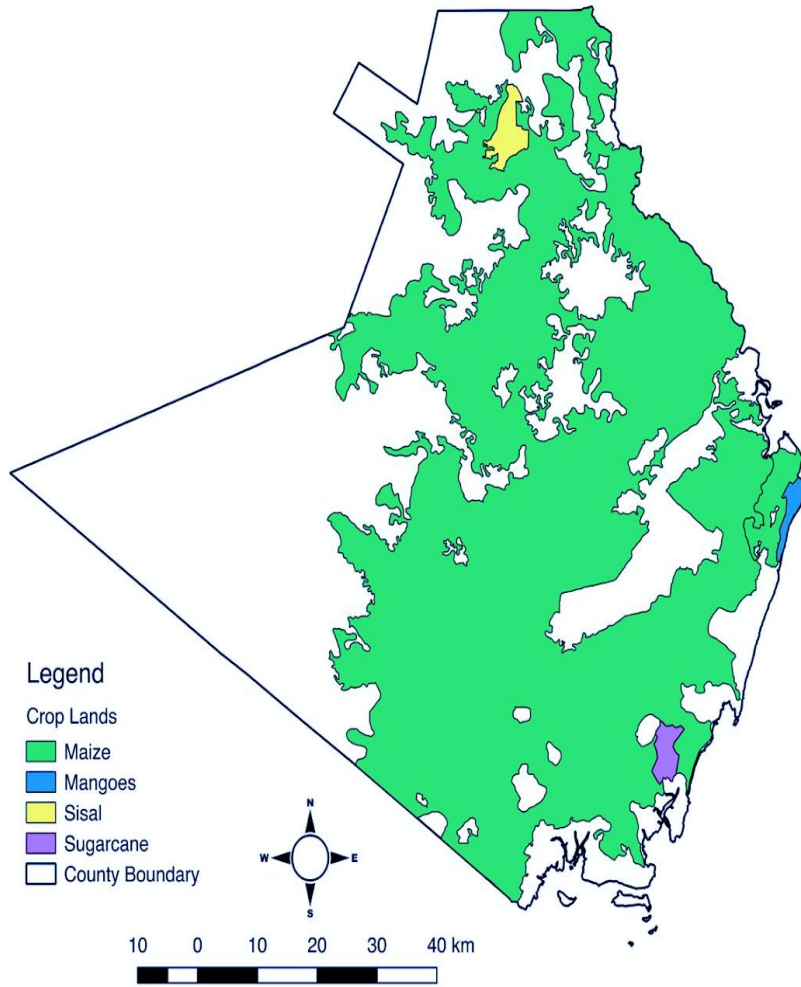 Legend
Crop Lands
Maize
Mangoes
Sisal
Sugarcane
County Boundary
N
W E
S
10 0 10 20 30 40 km